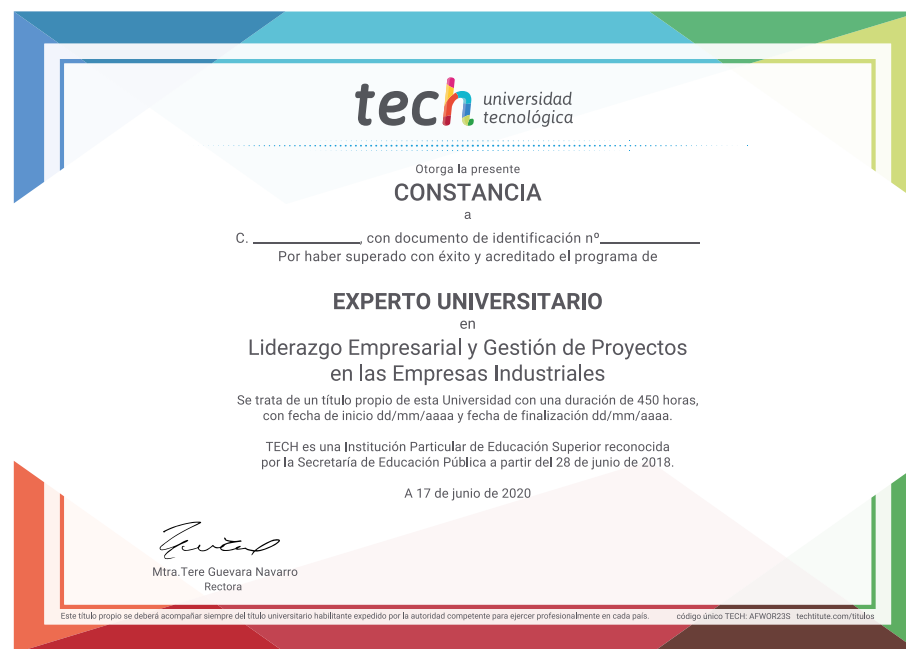 tech universidad
tecnológica
Otorga la presente
CONSTANCIA
a
C. ____________, con documento de identificación nº___________
Por haber superado con éxito y acreditado el programa de
EXPERTO UNIVERSITARIO
en
Liderazgo Empresarial y Gestión de Proyectos
en las Empresas Industriales
Se trata de un título propio de esta Universidad con una duración de 450 horas,
con fecha de inicio dd/mm/aaaa y fecha de finalización dd/mm/aaaa.
TECH es una Institución Particular de Educación Superior reconocida
por la Secretaría de Educación Pública a partir del 28 de junio de 2018.
A 17 de junio de 2020
Mtra.Tere Guevara Navarro
Rectora
Este título propio se deberá acompañar siempre del título universitario habilitante expedido por la autoridad competente para ejercer profesionalmente en cada país. código único TECH: AFWOR23S techtitute.com/titulos